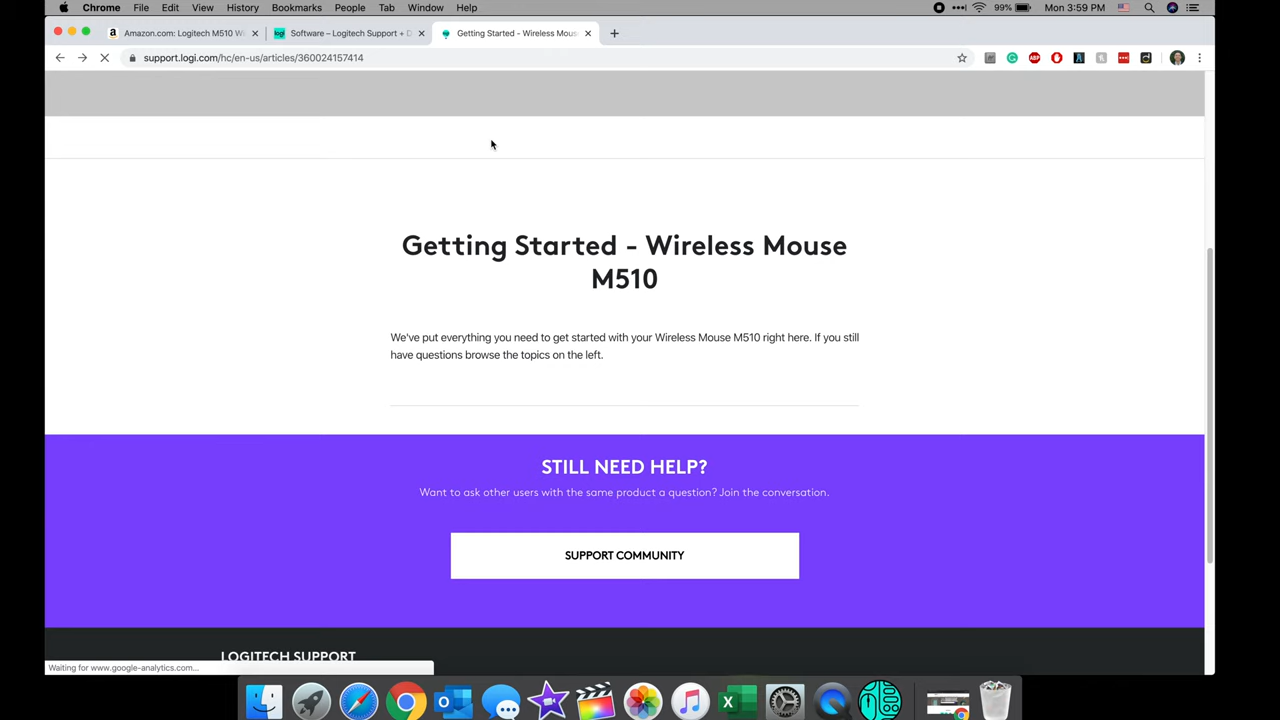 Chrome File Edit View History Bookmarks People Tab Window Help 99% Mon 3:59 PM
Amazon.com: Logitech M510 Wi
Software – Logitech Support + D
Getting Started - Wireless Mous
support.logi.com/hc/en-us/articles/360024157414
Getting Started - Wireless Mouse
M510
We've put everything you need to get started with your Wireless Mouse M510 right here. If you still
have questions browse the topics on the left.
STILL NEED HELP?
Want to ask other users with the same product a question? Join the conversation.
SUPPORT COMMUNITY
LOGITECH SUPPORT
Waiting for www.google-analytics.com...